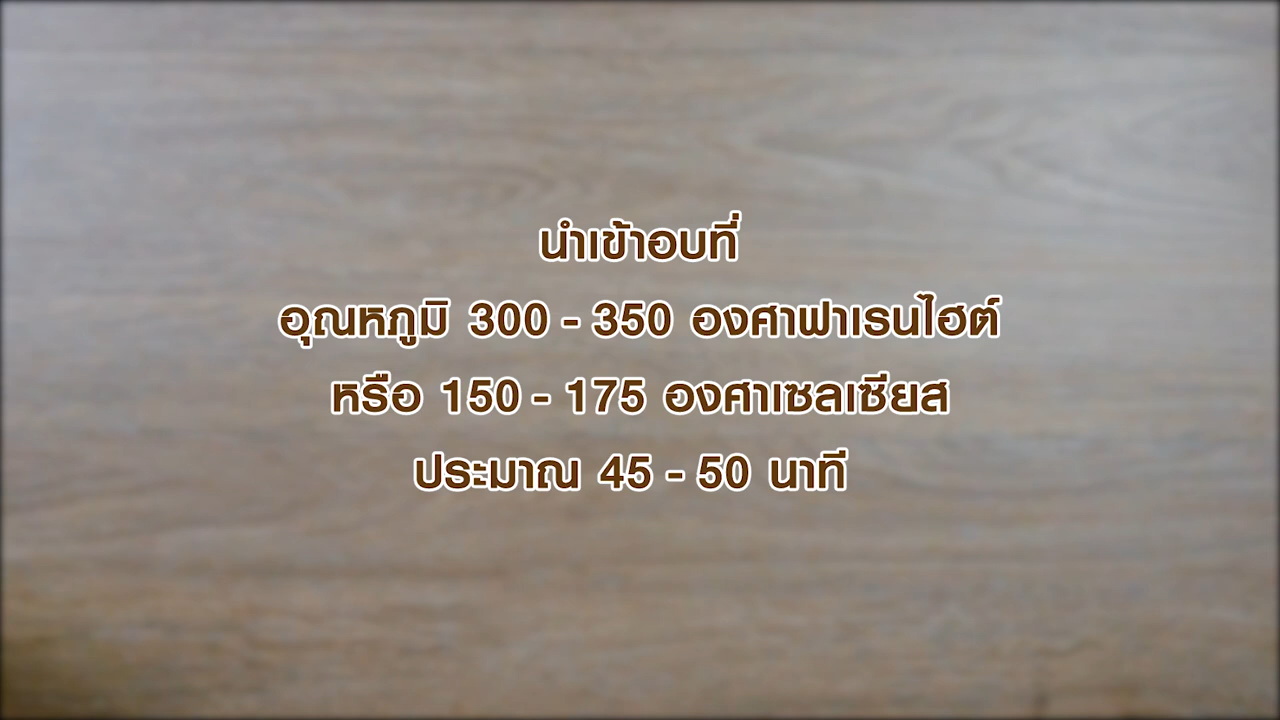 นำเข้าอบที่
อุณหภูมิ 300 - 350 องศาฟาเรนไฮต์
หรือ 150 - 175 องศาเซลเซียส
ประมาณ 45 - 50 นาที